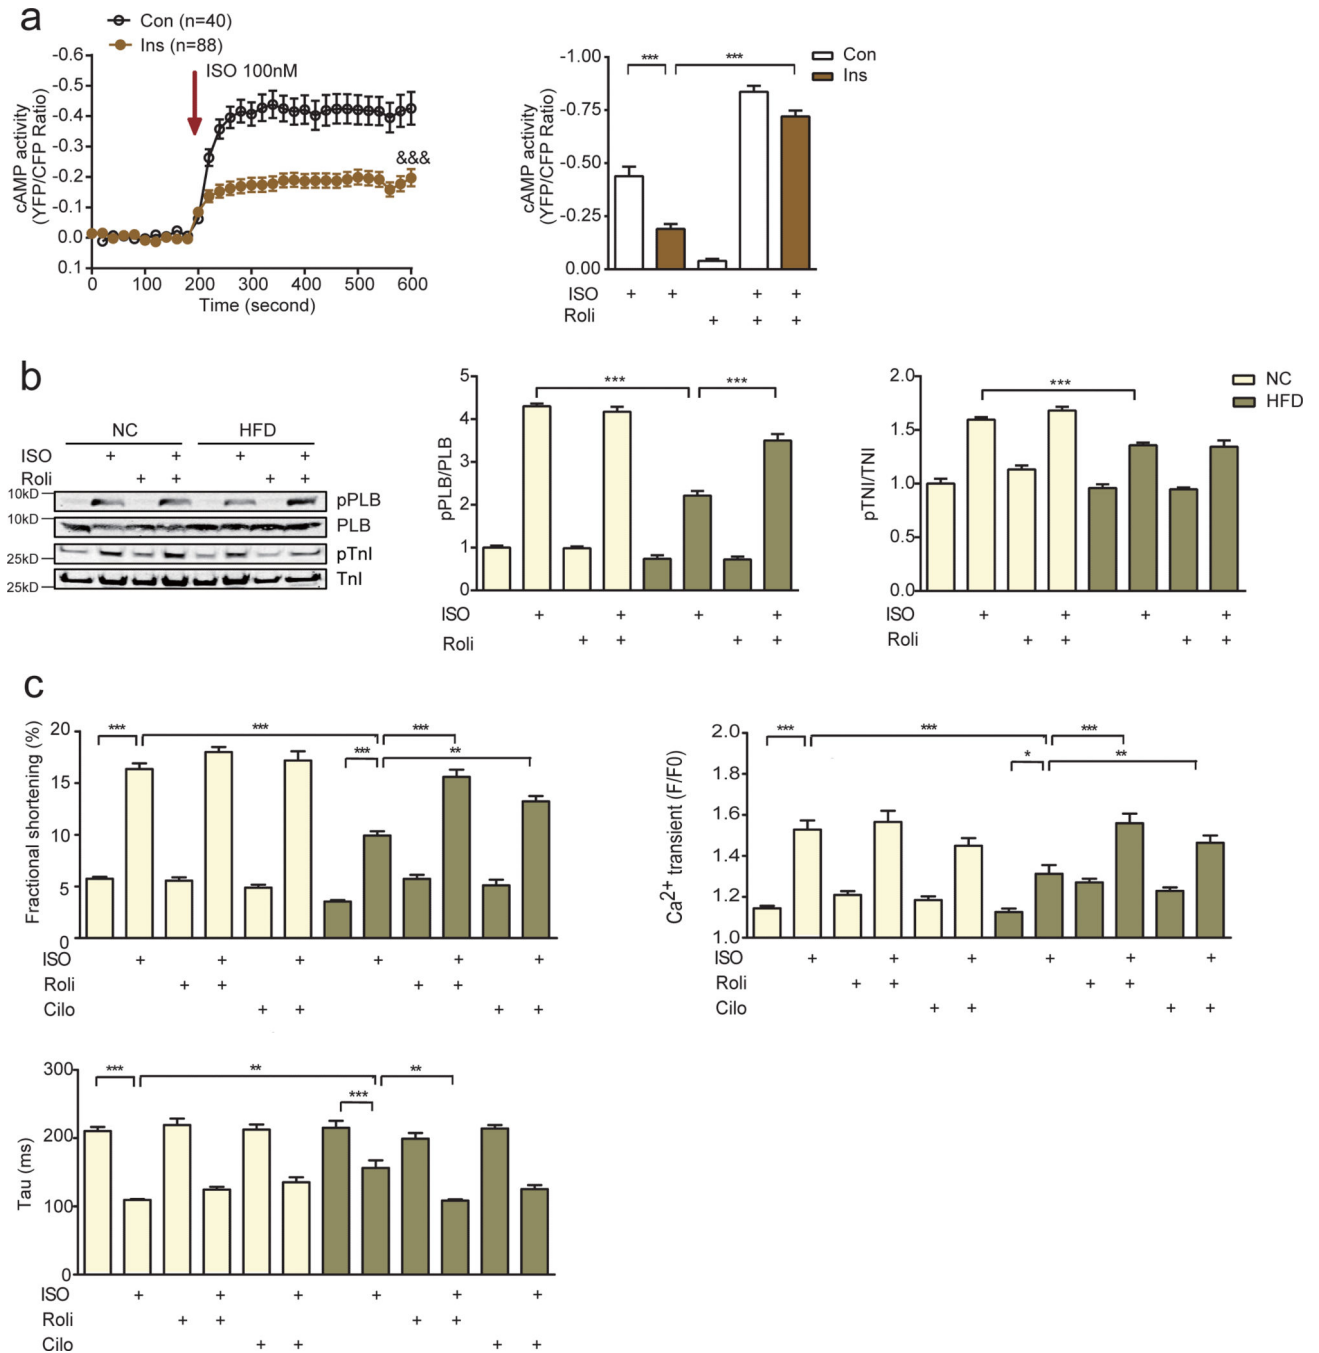 a
Con (n=40)
Ins (n=88)
ISO 100nM
cAMP activity
(YFP/CFP Ratio)
-0.6
-0.5
-0.4
-0.3
-0.2
-0.1
0.0
0.1
&&&
0 100 200 300 400 500 600
Time (second)
Con
Ins
*** ***
cAMP activity
(YFP/CFP Ratio)
-1.00
-0.75
-0.50
-0.25
0.00
ISO + + + +
Roli + + +
b
NC HFD
ISO + + + +
Roli + + + +
10kD pPLB
10kD PLB
25kD pTnI
25kD TnI
pPLB/PLB
5
4
3
2
1
0
*** ***
ISO + + + +
Roli + + + +
pTNI/TNI
2.0
1.5
1.0
0.5
0.0
***
NC
HFD
ISO + + + +
Roli + + + +
c
Fractional shortening (%)
20
15
10
5
0
*** *** ***
*** **
ISO + + + + + +
Roli + + + +
Cilo + + + +
Ca2+ transient (F/F0)
2.0
1.8
1.6
1.4
1.2
1.0
*** *** ***
* **
ISO + + + + + +
Roli + + + +
Cilo + + + +
Tau (ms)
300
200
100
0
*** ** **
***
ISO + + + + + +
Roli + + + +
Cilo + + + +